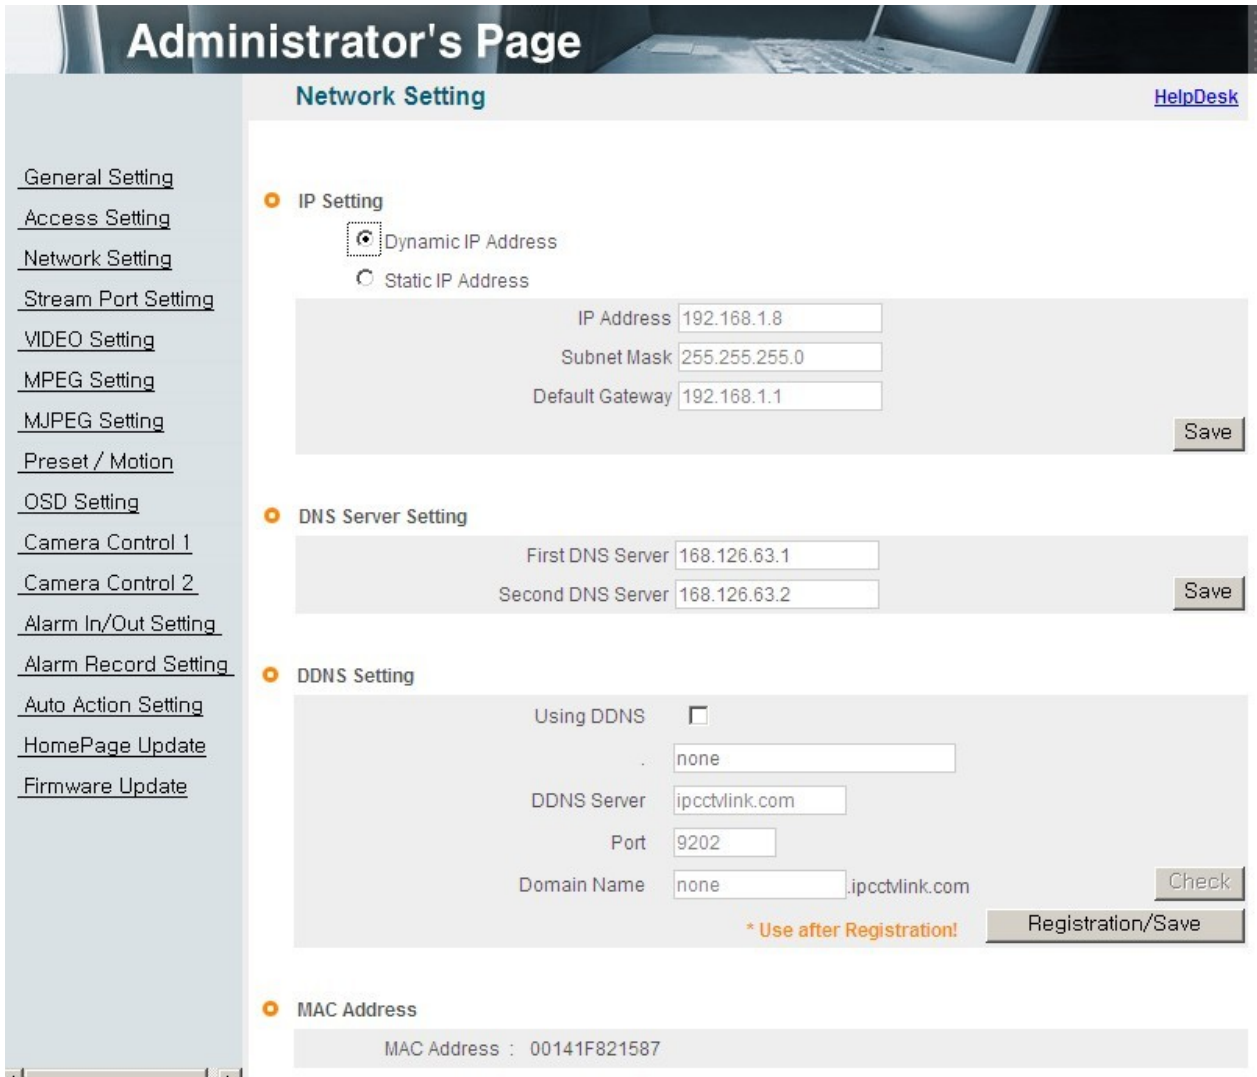 Administrator's Page
Network Setting
HelpDesk
General Setting
Access Setting
Network Setting
Stream Port Settimg
VIDEO Setting
MPEG Setting
MJPEG Setting
Preset / Motion
OSD Setting
Camera Control 1
Camera Control 2
Alarm In/Out Setting
Alarm Record Setting
Auto Action Setting
HomePage Update
Firmware Update
IP Setting
Dynamic IP Address
Static IP Address
IP Address 192.168.1.8
Subnet Mask 255.255.255.0
Default Gateway 192.168.1.1
Save
DNS Server Setting
First DNS Server 168.126.63.1
Second DNS Server 168.126.63.2 Save
DDNS Setting
Using DDNS
. none
DDNS Server ipcctvlink.com
Port 9202
Domain Name none .ipcctvlink.com Check
* Use after Registration! Registration/Save
MAC Address
MAC Address : 00141F821587